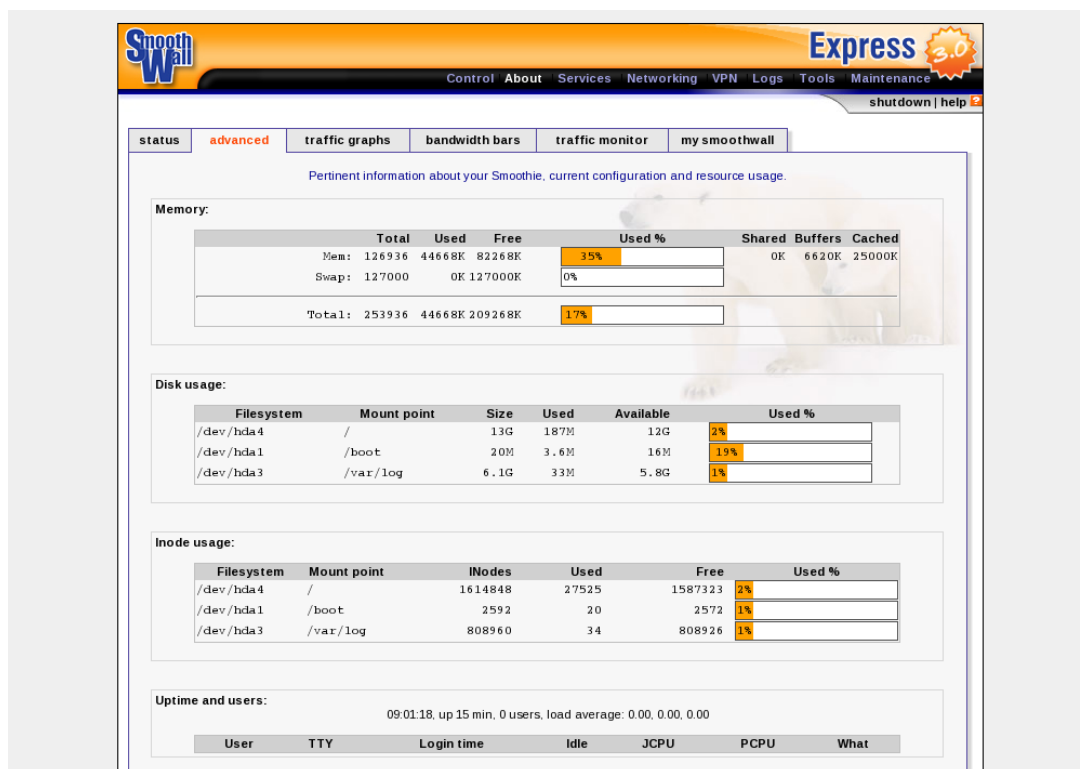 Smooth Wall
Express 3.0
Control About Services Networking VPN Logs Tools Maintenance
shutdown | help ?
status advanced traffic graphs bandwidth bars traffic monitor my smoothwall
Pertinent information about your Smoothie, current configuration and resource usage.
Memory:
Total Used Free Used % Shared Buffers Cached
Mem: 126936 44668K 82268K 35% 0K 6620K 25000K
Swap: 127000 0K 127000K 0%
Total: 253936 44668K 209268K 17%
Disk usage:
Filesystem Mount point Size Used Available Used %
/dev/hda4 / 13G 187M 12G 2%
/dev/hda1 /boot 20M 3.6M 16M 19%
/dev/hda3 /var/log 6.1G 33M 5.8G 1%
Inode usage:
Filesystem Mount point INodes Used Free Used %
/dev/hda4 / 1614848 27525 1587323 2%
/dev/hda1 /boot 2592 20 2572 1%
/dev/hda3 /var/log 808960 34 808926 1%
Uptime and users:
09:01:18, up 15 min, 0 users, load average: 0.00, 0.00, 0.00
User TTY Login time Idle JCPU PCPU What